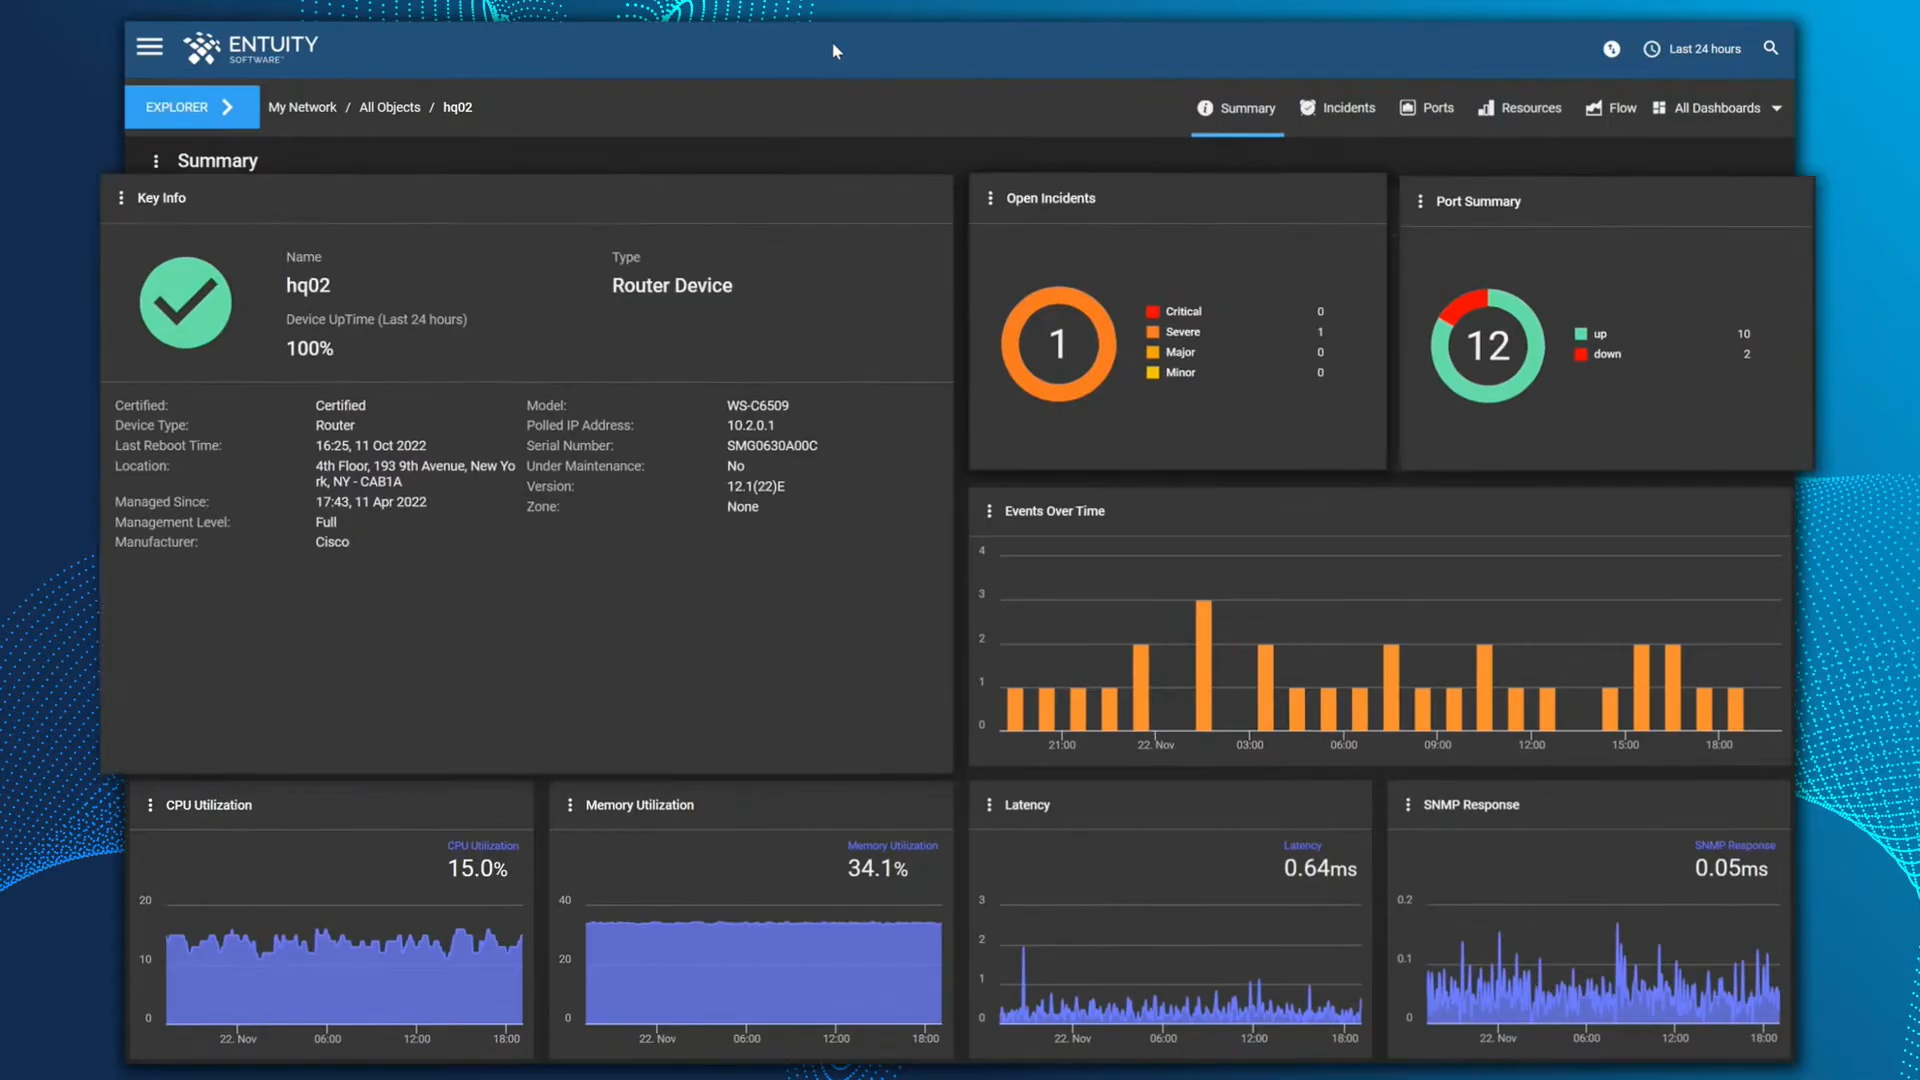 ENTUITY
SOFTWARE™
Last 24 hours
EXPLORER
My Network / All Objects / hq02
Summary
Incidents
Ports
Resources
Flow
All Dashboards
Summary
Key Info
Name
hq02
Type
Router Device
Device UpTime (Last 24 hours)
100%
Certified: Certified
Device Type: Router
Last Reboot Time: 16:25, 11 Oct 2022
Location: 4th Floor, 193 9th Avenue, New Yo
rk, NY - CAB1A
Managed Since: 17:43, 11 Apr 2022
Management Level: Full
Manufacturer: Cisco
Model: WS-C6509
Polled IP Address: 10.2.0.1
Serial Number: SMG0630A00C
Under Maintenance: No
Version: 12.1(22)E
Zone: None
Open Incidents
1
Critical 0
Severe 1
Major 0
Minor 0
Port Summary
12
up 10
down 2
Events Over Time
4
3
2
1
0
21:00 22. Nov 03:00 06:00 09:00 12:00 15:00 18:00
CPU Utilization
CPU Utilization
15.0%
20
10
0
22. Nov 06:00 12:00 18:00
Memory Utilization
Memory Utilization
34.1%
40
20
0
22. Nov 06:00 12:00 18:00
Latency
Latency
0.64ms
3
2
1
0
22. Nov 06:00 12:00 18:00
SNMP Response
SNMP Response
0.05ms
0.2
0.1
0
22. Nov 06:00 12:00 18:00